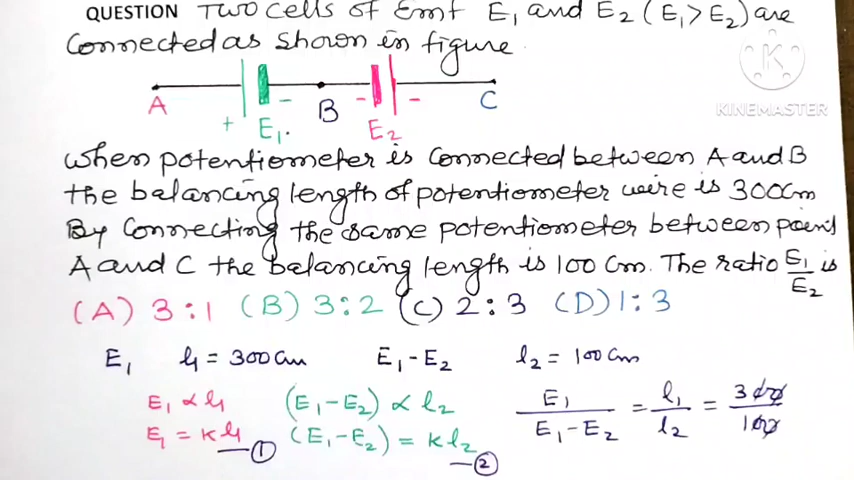 QUESTION Two cells of Emf E₁ and E₂ (E₁ > E₂) are
Connected as shown in figure
KINEMASTER
A + E₁. - B - E₂ - C
When potentiometer is Connected between A and B
the balancing length of potentiometer wire is 300cm
By Connecting the same potentiometer between point
A and C the balancing length is 100 Cm. The ratio E₁/E₂ is
(A) 3:1 (B) 3:2 (C) 2:3 (D) 1:3
E₁ l₁ = 300 Cm E₁-E₂ l₂ = 100 Cm
E₁ ∝ l₁ (E₁-E₂) ∝ l₂ E₁/(E₁-E₂) = l₁/l₂ = 300/100
E₁ = Kl₁ —① (E₁-E₂) = Kl₂ —②